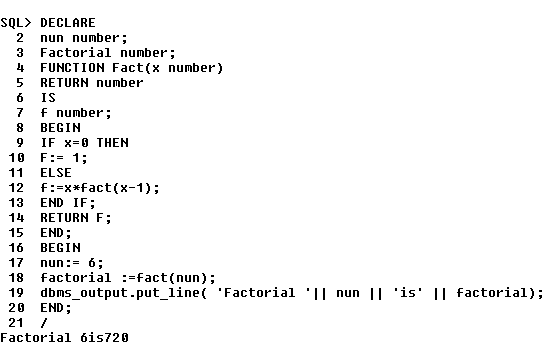 SQL> DECLARE
2 nun number;
3 Factorial number;
4 FUNCTION Fact(x number)
5 RETURN number
6 IS
7 f number;
8 BEGIN
9 IF x=0 THEN
10 F:= 1;
11 ELSE
12 f:=x*fact(x-1);
13 END IF;
14 RETURN F;
15 END;
16 BEGIN
17 nun:= 6;
18 factorial :=fact(nun);
19 dbms_output.put_line( 'Factorial '|| nun || 'is' || factorial);
20 END;
21 /
Factorial 6is720